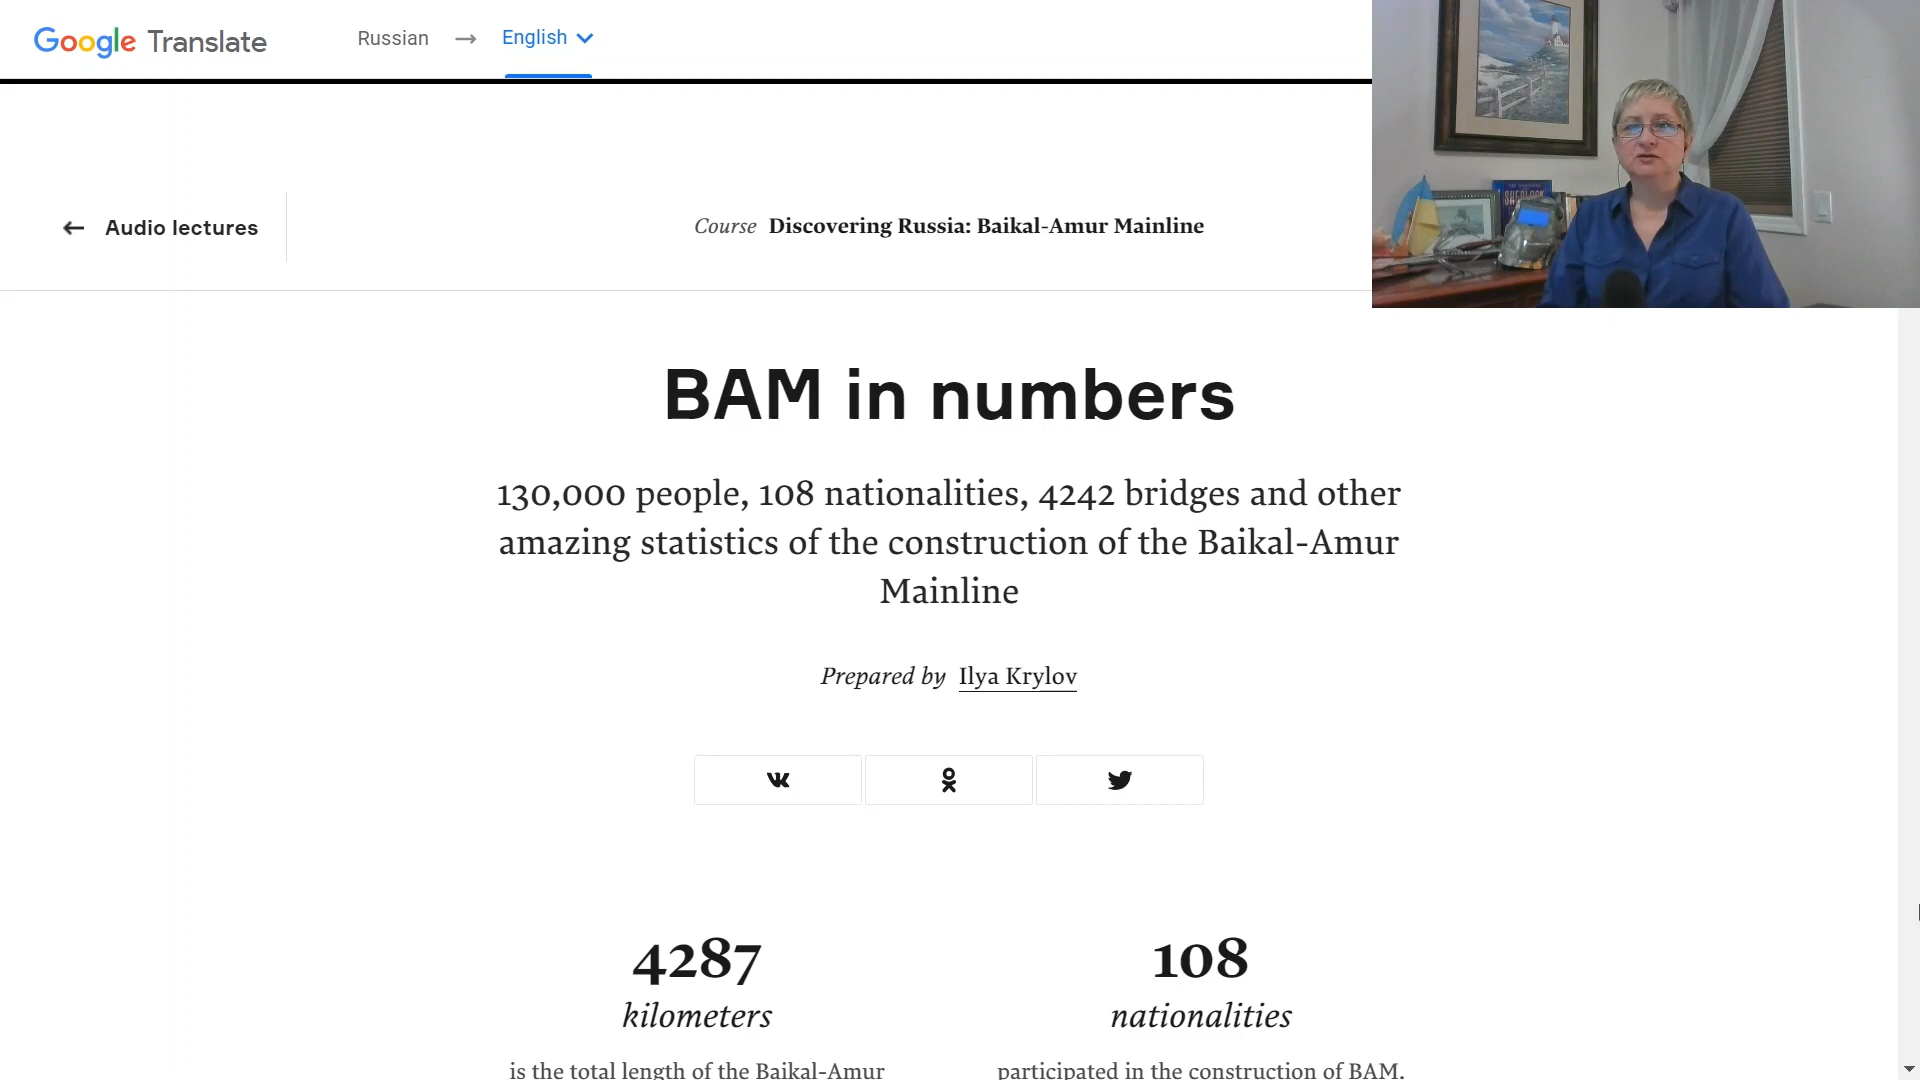 Google Translate
Russian → English
← Audio lectures
Course Discovering Russia: Baikal-Amur Mainline
SHERLOCK
BAM in numbers
130,000 people, 108 nationalities, 4242 bridges and other
amazing statistics of the construction of the Baikal-Amur
Mainline
Prepared by Ilya Krylov
4287
kilometers
is the total length of the Baikal-Amur
108
nationalities
participated in the construction of BAM.